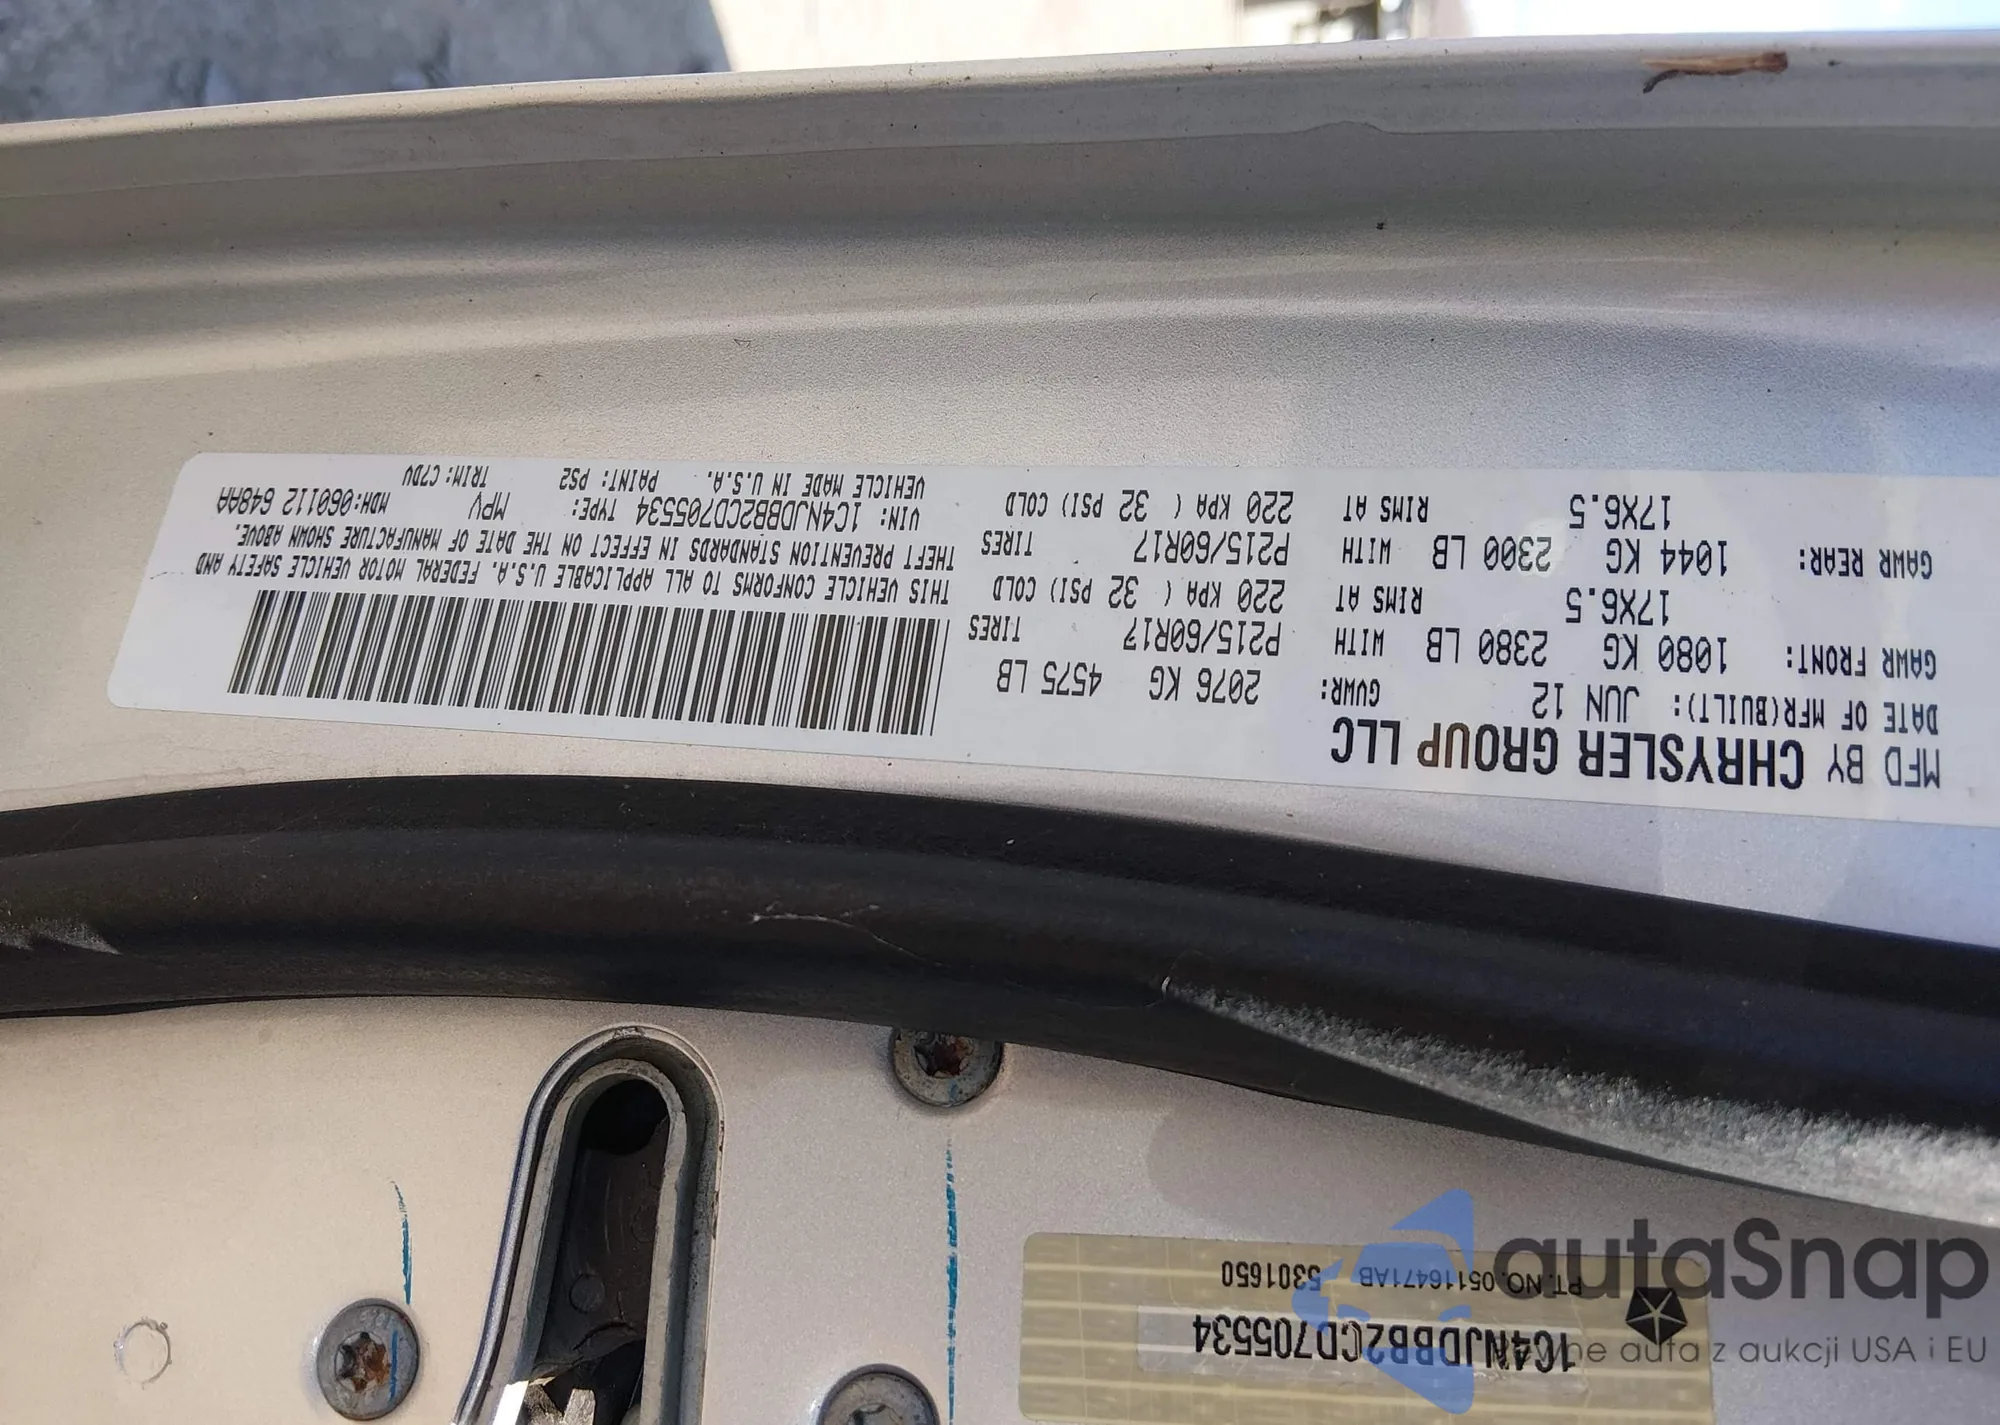 MFD BY CHRYSLER GROUP LLC
DATE OF MFR(BUILT): JUN 12 GVWR: 2076 KG 4575 LB
GAWR FRONT: 1080 KG 2380 LB WITH P215/60R17 TIRES
17X6.5 RIMS AT 220 KPA ( 32 PSI) COLD
GAWR REAR: 1044 KG 2300 LB WITH P215/60R17 TIRES
17X6.5 RIMS AT 220 KPA ( 32 PSI) COLD
THIS VEHICLE CONFORMS TO ALL APPLICABLE U.S.A. FEDERAL MOTOR VEHICLE SAFETY AND
THEFT PREVENTION STANDARDS IN EFFECT ON THE DATE OF MANUFACTURE SHOWN ABOVE.
VIN: 1C4NJDBB2CD705534 TYPE: MPV MDH:060112 648AA
VEHICLE MADE IN U.S.A. PAINT: PS2 TRIM: C7DV
1C4NJDBB2CD705534
PT. NO. 05116471AB 5301650
autaSnap
Pewne auta z aukcji USA i EU